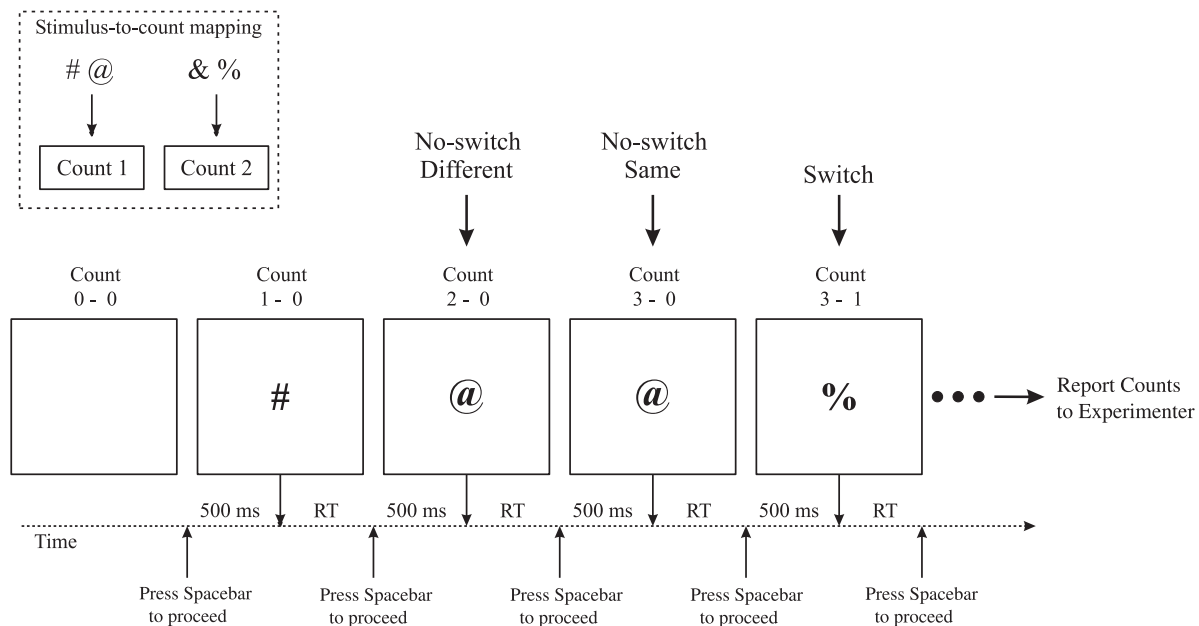 Stimulus-to-count mapping
# @
& %
Count 1
Count 2
No-switch
Different
No-switch
Same
Switch
Count
0 - 0
Count
1 - 0
Count
2 - 0
Count
3 - 0
Count
3 - 1
#
@
@
%
Report Counts
to Experimenter
500 ms
RT
500 ms
RT
500 ms
RT
500 ms
RT
Time
Press Spacebar
to proceed
Press Spacebar
to proceed
Press Spacebar
to proceed
Press Spacebar
to proceed
Press Spacebar
to proceed